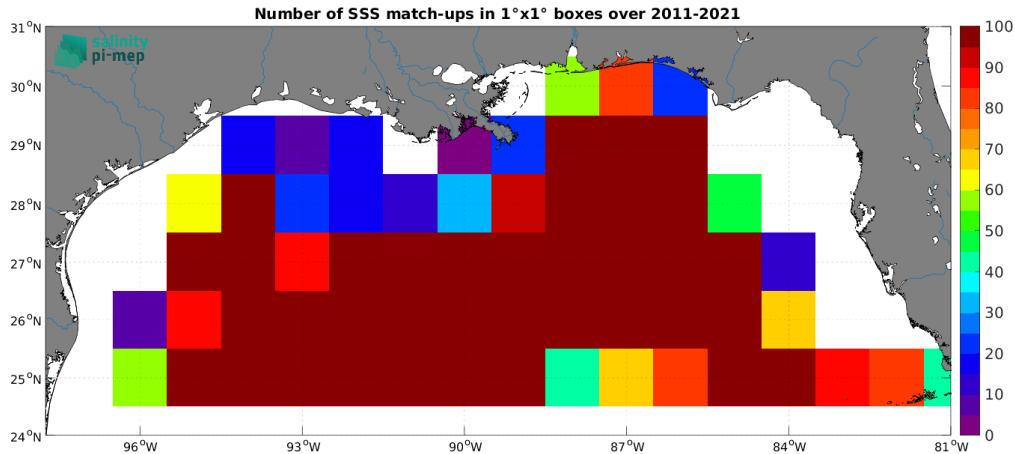 Number of SSS match-ups in 1°x1° boxes over 2011-2021
salinity
pi-mep
31°N
30°N
29°N
28°N
27°N
26°N
25°N
24°N
96°W
93°W
90°W
87°W
84°W
81°W
100
90
80
70
60
50
40
30
20
10
0